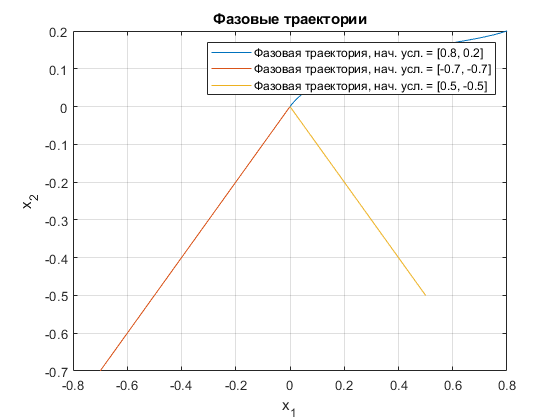 Фазовые траектории
Фазовая траектория, нач. усл. = [0.8, 0.2]
Фазовая траектория, нач. усл. = [-0.7, -0.7]
Фазовая траектория, нач. усл. = [0.5, -0.5]
0.2
0.1
0
-0.1
-0.2
-0.3
-0.4
-0.5
-0.6
-0.7
x2
-0.8 -0.6 -0.4 -0.2 0 0.2 0.4 0.6 0.8
x1